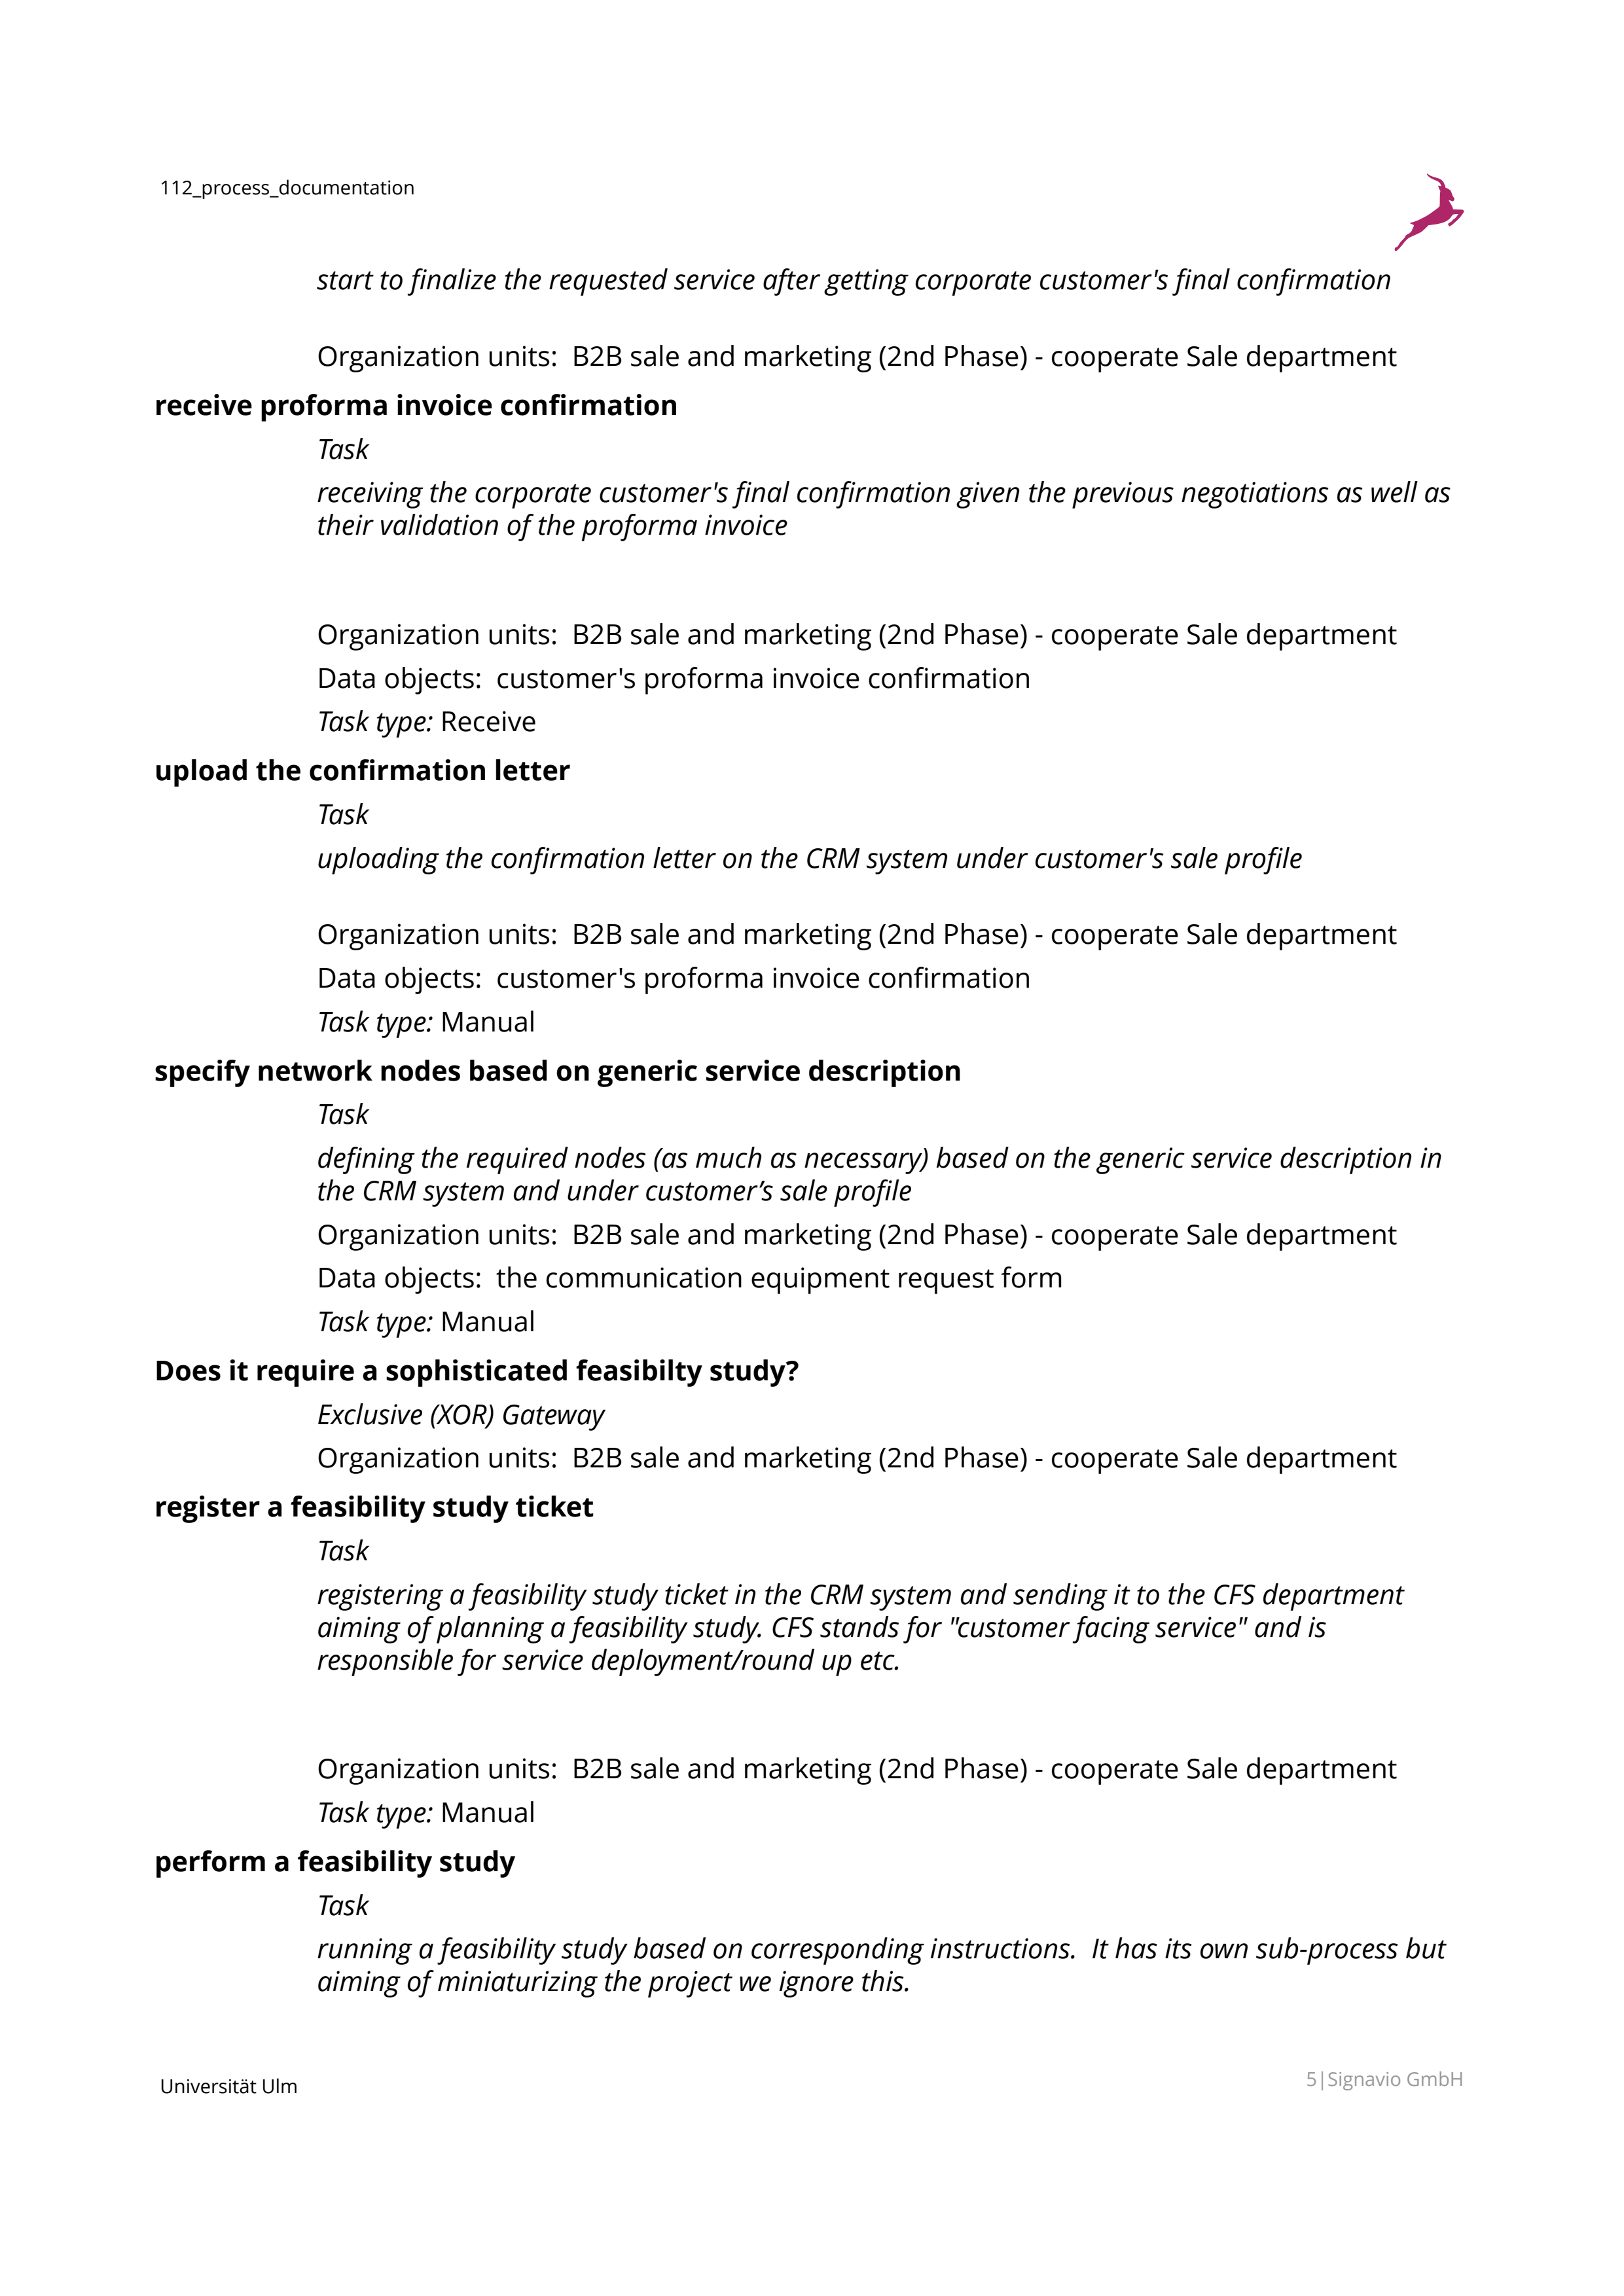 112_process_documentation
start to finalize the requested service after getting corporate customer's final confirmation
Organization units:  B2B sale and marketing (2nd Phase) - cooperate Sale department
receive proforma invoice confirmation
Task
receiving the corporate customer's final confirmation given the previous negotiations as well as
their validation of the proforma invoice
Organization units:  B2B sale and marketing (2nd Phase) - cooperate Sale department
Data objects:  customer's proforma invoice confirmation
Task type: Receive
upload the confirmation letter
Task
uploading the confirmation letter on the CRM system under customer's sale profile
Organization units:  B2B sale and marketing (2nd Phase) - cooperate Sale department
Data objects:  customer's proforma invoice confirmation
Task type: Manual
specify network nodes based on generic service description
Task
defining the required nodes (as much as necessary) based on the generic service description in
the CRM system and under customer’s sale profile
Organization units:  B2B sale and marketing (2nd Phase) - cooperate Sale department
Data objects:  the communication equipment request form
Task type: Manual
Does it require a sophisticated feasibilty study?
Exclusive (XOR) Gateway
Organization units:  B2B sale and marketing (2nd Phase) - cooperate Sale department
register a feasibility study ticket
Task
registering a feasibility study ticket in the CRM system and sending it to the CFS department
aiming of planning a feasibility study. CFS stands for "customer facing service" and is
responsible for service deployment/round up etc.
Organization units:  B2B sale and marketing (2nd Phase) - cooperate Sale department
Task type: Manual
perform a feasibility study
Task
running a feasibility study based on corresponding instructions.  It has its own sub-process but
aiming of miniaturizing the project we ignore this.
Universität Ulm
5|Signavio GmbH